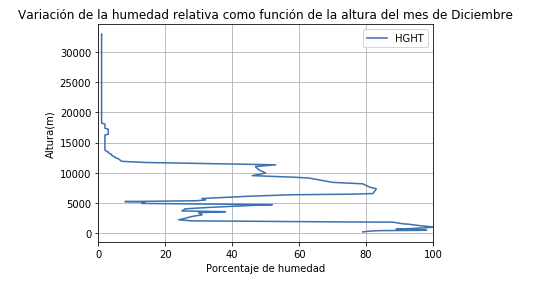 Variación de la humedad relativa como función de la altura del mes de Diciembre
HGHT
30000
25000
20000
15000
10000
5000
0
Altura(m)
0 20 40 60 80 100
Porcentaje de humedad